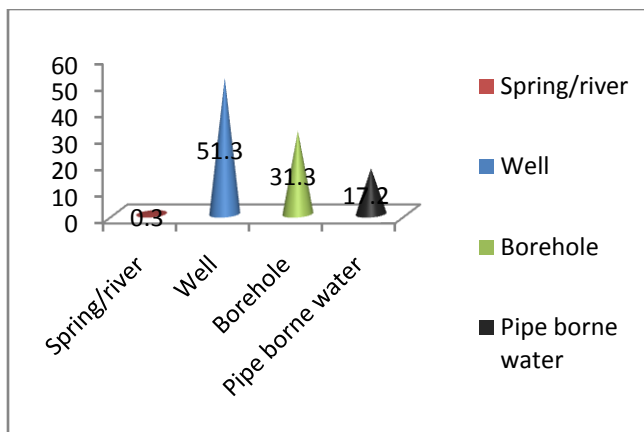 60
50
40
30
20
10
0
0.3
51.3
31.3
17.2
Spring/river
Well
Borehole
Pipe borne water
Spring/river
Well
Borehole
Pipe borne
water